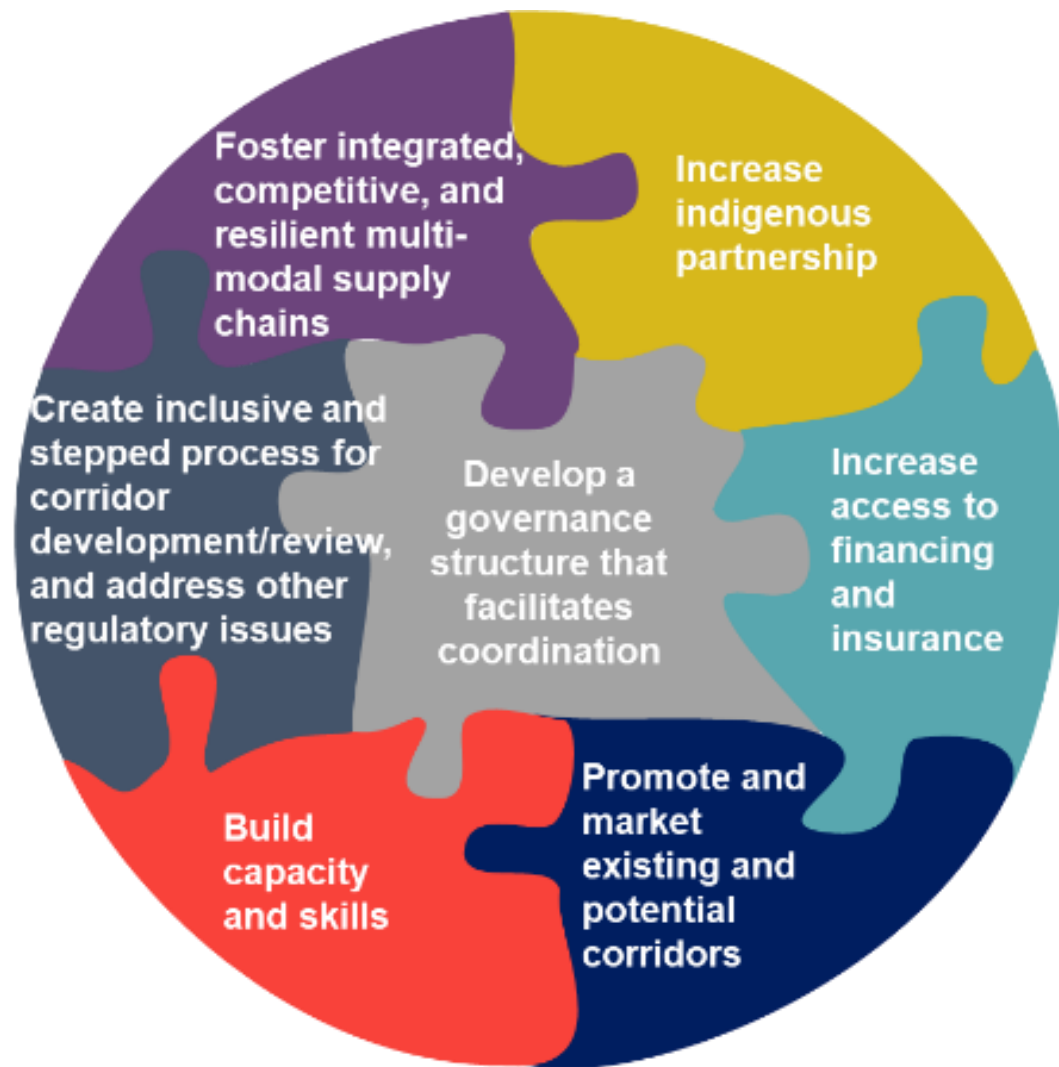 Foster integrated,
competitive, and
resilient multi-
modal supply
chains
Increase
indigenous
partnership
Create inclusive and
stepped process for
corridor
development/review,
and address other
regulatory issues
Develop a
governance
structure that
facilitates
coordination
Increase
access to
financing
and
insurance
Build
capacity
and skills
Promote and
market
existing and
potential
corridors